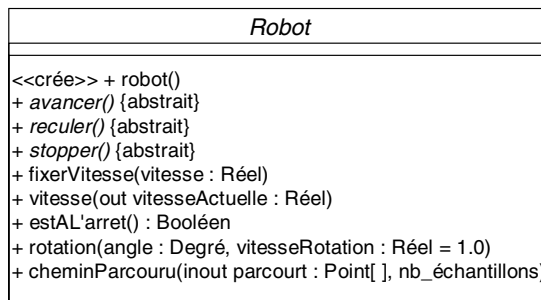 Robot
<<crée>> + robot()
+ avancer() {abstrait}
+ reculer() {abstrait}
+ stopper() {abstrait}
+ fixerVitesse(vitesse : Réel)
+ vitesse(out vitesseActuelle : Réel)
+ estAL'arret() : Booléen
+ rotation(angle : Degré, vitesseRotation : Réel = 1.0)
+ cheminParcouru(inout parcourt : Point[ ], nb_échantillons)